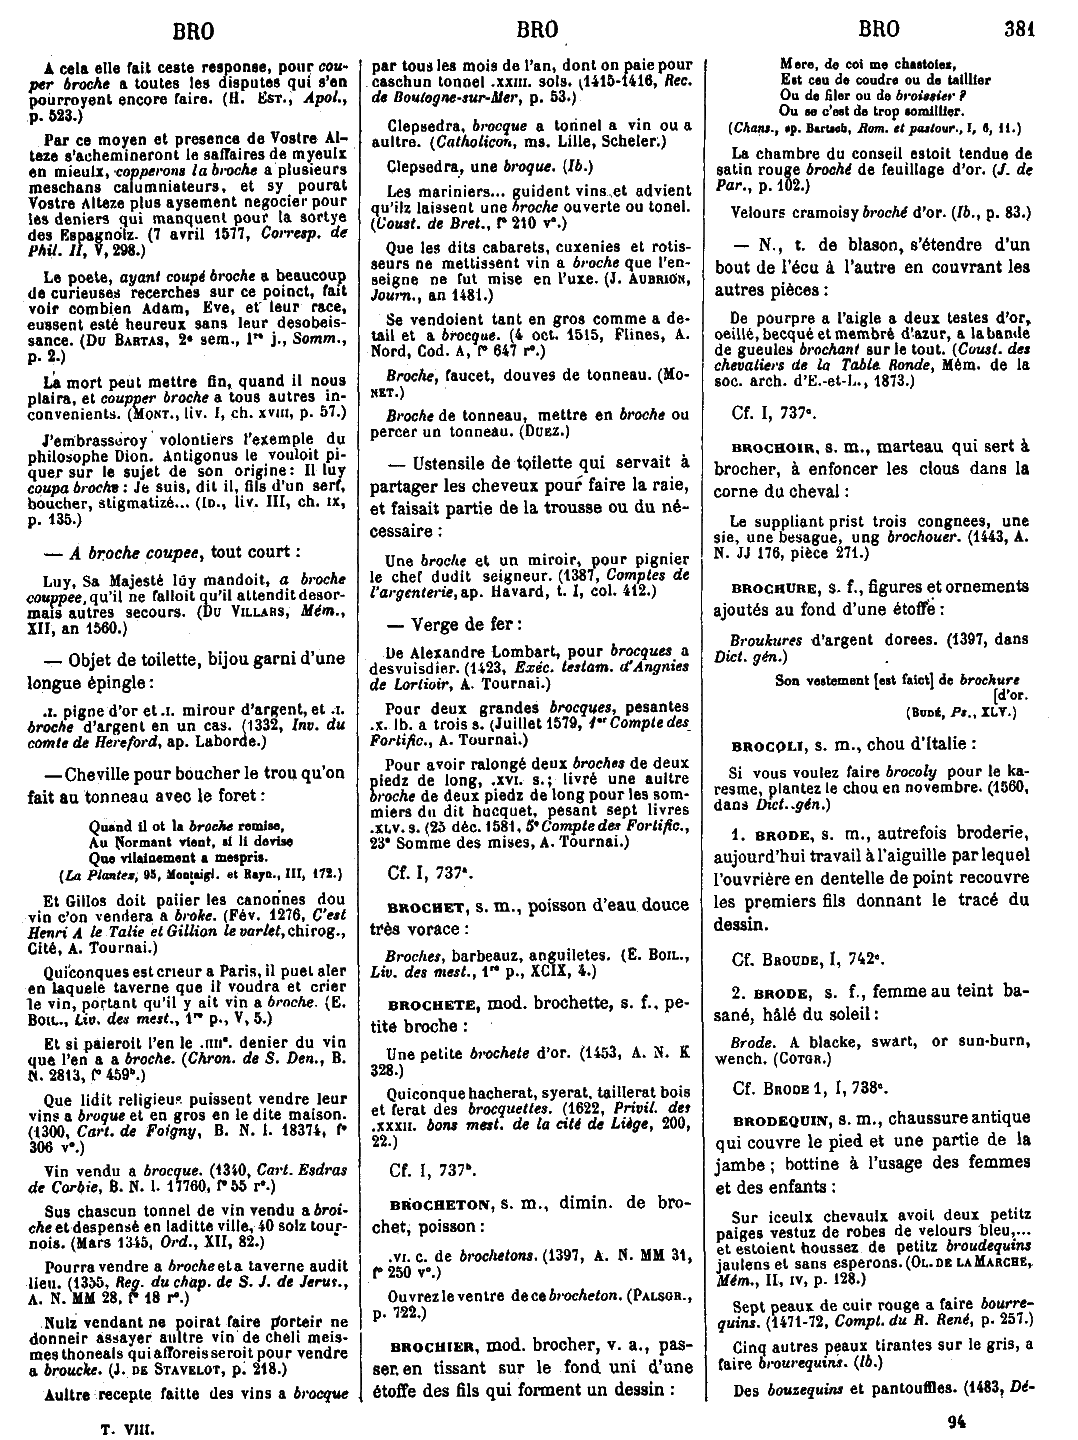 BRO
BRO
BRO
381
A cela elle fait ceste response, pour cou-
per broche a toutes les disputes qui s'en
pourroyent encore faire. (H. EST., Apol.,
p. 523.)
Par ce moyen et presence de Vostre Al-
teze s'achemineront le saffaires de myeulx
en mieulx, copperons la broche a plusieurs
meschans calumniateurs, et sy pourat
Vostre Alteze plus aysement negocier pour
les deniers qui manquent pour la sortye
des Espagnolz. (7 avril 1577, Corresp. de
Phil. II, V, 298.)
Le poete, ayant coupé broche a beaucoup
de curieuses recerches sur ce poinct, fait
voir combien Adam, Eve, et leur race,
eussent esté heureux sans leur desobeis-
sance. (DU BARTAS, 2e sem., 1re j., Somm.,
p. 2.)
La mort peut mettre fin, quand il nous
plaira, et coupper broche a tous autres in-
convenients. (MONT., liv. I, ch. XVIII, p. 57.)
J'embrasseroy volontiers l'exemple du
philosophe Dion. Antigonus le vouloit pi-
quer sur le sujet de son origine: Il luy
coupa broche : Je suis, dit il, fils d'un serf,
boucher, stigmatizé... (ID., liv. III, ch. IX,
p. 135.)
— A broche coupee, tout court :
Luy, Sa Majesté luy mandoit, a broche
couppee, qu'il ne falloit qu'il attendit desor-
mais autres secours. (DU VILLARS, Mém.,
XII, an 1560.)
— Objet de toilette, bijou garni d'une
longue épingle :
.I. pigne d'or et .I. mirour d'argent, et .I.
broche d'argent en un cas. (1332, Inv. du
comte de Hereford, ap. Laborde.)
— Cheville pour boucher le trou qu'on
fait au tonneau avec le foret :
Quand il ot la broche remise,
Au Normant vient, si li devise
Que vilainement a mespris.
(La Plantez, 95, Montaigl. et Rayn., III, 172.)
Et Gillos doit paiier les canonnes dou
vin c'on vendera a broke. (Fév. 1276, C'est
Henri A le Talie et Gillion le varlet, chirog.,
Cité, A. Tournai.)
Quiconques est crieur a Paris, il puet aler
en laquele taverne que il voudra et crier
le vin, portant qu'il y ait vin a broche. (E.
BOIL., Liv. des mest., 1re p., V, 5.)
Et si paieroit l'en le .IIIIe. denier du vin
que l'en a a broche. (Chron. de S. Den., B.
N. 2813, f° 459b.)
Que lidit religieus puissent vendre leur
vins a broque et en gros en le dite maison.
(1300, Cart. de Foigny, B. N. l. 18374, f°
306 v°.)
Vin vendu a brocque. (1340, Cart. Esdras
de Corbie, B. N. l. 17760, f° 55 r°.)
Sus chascun tonnel de vin vendu a broi-
che et despensé en laditte ville, 40 solz tour-
nois. (Mars 1345, Ord., XII, 82.)
Pourra vendre a broche et a taverne audit
lieu. (1355, Reg. du chap. de S. J. de Jerus.,
A. N. MM 28, f° 18 r°.)
Nulz vendant ne poirat faire porteir ne
donneir assayer aultre vin de cheli meis-
mes thoneals qui afforeis seroit pour vendre
a broucke. (J. DE STAVELOT, p. 218.)
Aultre recepte faitte des vins a brocque
T. VIII.
par tous les mois de l'an, dont on paie pour
caschun tonnel .XXIII. sols. (1415-1416, Rec.
de Boulogne-sur-Mer, p. 53.)
Clepsedra, brocque a tonnel a vin ou a
aultre. (Catholicon, ms. Lille, Scheler.)
Clepsedra, une broque. (Ib.)
Les mariniers... guident vins et advient
qu'ilz laissent une broche ouverte ou tonel.
(Coust. de Bret., f° 210 v°.)
Que les dits cabarets, cuxenies et rotis-
seurs ne mettissent vin a broche que l'en-
seigne ne fut mise en l'uxe. (J. AUBRION,
Journ., an 1481.)
Se vendoient tant en gros comme a de-
tail et a brocque. (4 oct. 1515, Flines, A.
Nord, Cod. A, f° 647 r°.)
Broche, faucet, douves de tonneau. (MO-
NET.)
Broche de tonneau, mettre en broche ou
percer un tonneau. (DUEZ.)
— Ustensile de toilette qui servait à
partager les cheveux pour faire la raie,
et faisait partie de la trousse ou du né-
cessaire :
Une broche et un miroir, pour pignier
le chef dudit seigneur. (1387, Comptes de
l'argenterie, ap. Havard, t. I, col. 412.)
— Verge de fer :
De Alexandre Lombart, pour brocques a
desvuisdier. (1423, Exéc. testam. d'Angnies
de Lortioir, A. Tournai.)
Pour deux grandes brocques, pesantes
.X. lb. a trois s. (Juillet 1579, 1er Compte des
Fortific., A. Tournai.)
Pour avoir ralongé deux broches de deux
piedz de long, .XVI. s.; livré une aultre
broche de deux piedz de long pour les som-
miers du dit hucquet, pesant sept livres
.XLV. s. (23 déc. 1581, 5e Compte des Fortific.,
23e Somme des mises, A. Tournai.)
Cf. I, 737a.
BROCHET, s. m., poisson d'eau douce
très vorace :
Broches, barbeauz, anguiletes. (E. BOIL.,
Liv. des mest., 1re p., XCIX, 4.)
BROCHETE, mod. brochette, s. f., pe-
tite broche :
Une petite brochete d'or. (1453, A. N. K
328.)
Quiconque hacherat, syerat, taillerat bois
et ferat des brocquettes. (1622, Privil. des
.XXXII. bons mest. de la cité de Liège, 200,
22.)
Cf. I, 737b.
BROCHETON, s. m., dimin. de bro-
chet, poisson :
.VI. C. de brochetons. (1397, A. N. MM 31,
f° 250 v°.)
Ouvrez le ventre de ce brocheton. (PALSGR.,
p. 722.)
BROCHIER, mod. brocher, v. a., pas-
ser en tissant sur le fond uni d'une
étoffe des fils qui forment un dessin :
Mere, de coi me chastoiez,
Est ceu de coudre ou de taillier
Ou de filer ou de broissier ?
Ou se c'est de trop somillier.
(Chans., ap. Bartsch, Rom. et pastour., I, 6, 11.)
La chambre du conseil estoit tendue de
satin rouge broché de feuillage d'or. (J. de
Par., p. 102.)
Velours cramoisy broché d'or. (Ib., p. 83.)
— N., t. de blason, s'étendre d'un
bout de l'écu à l'autre en couvrant les
autres pièces :
De pourpre a l'aigle a deux testes d'or,
oeillé, becqué et membré d'azur, a la bande
de gueules brochant sur le tout. (Coust. des
chevaliers de la Table Ronde, Mém. de la
soc. arch. d'E.-et-L., 1873.)
Cf. I, 737c.
BROCHOIR, s. m., marteau qui sert à
brocher, à enfoncer les clous dans la
corne du cheval :
Le suppliant prist trois congnees, une
sie, une besague, ung brochouer. (1443, A.
N. JJ 176, pièce 271.)
BROCHURE, s. f., figures et ornements
ajoutés au fond d'une étoffe :
Broukures d'argent dorees. (1397, dans
Dict. gén.)
Son vestement [est faict] de brochure
[d'or.
(BUDÉ, Ps., XLV.)
BROCOLI, s. m., chou d'Italie :
Si vous voulez faire brocoly pour le ka-
resme, plantez le chou en novembre. (1560,
dans Dict. gén.)
1. BRODE, s. m., autrefois broderie,
aujourd'hui travail à l'aiguille par lequel
l'ouvrière en dentelle de point recouvre
les premiers fils donnant le tracé du
dessin.
Cf. BROUDE, I, 742c.
2. BRODE, s. f., femme au teint ba-
sané, hâlé du soleil :
Brode. A blacke, swart, or sun-burn,
wench. (COTGR.)
Cf. BRODE 1, I, 738c.
BRODEQUIN, s. m., chaussure antique
qui couvre le pied et une partie de la
jambe ; bottine à l'usage des femmes
et des enfants :
Sur iceulx chevaulx avoit deux petitz
paiges vestuz de robes de velours bleu,...
et estoient houssez de petitz broudequins
jaulens et sans esperons. (OL. DE LA MARCHE,
Mém., II, IV, p. 128.)
Sept peaux de cuir rouge a faire bourre-
quins. (1471-72, Compt. du R. René, p. 257.)
Cinq autres peaux tirantes sur le gris, a
faire brourequins. (Ib.)
Des bouzequins et pantouffles. (1483, Dé-
94